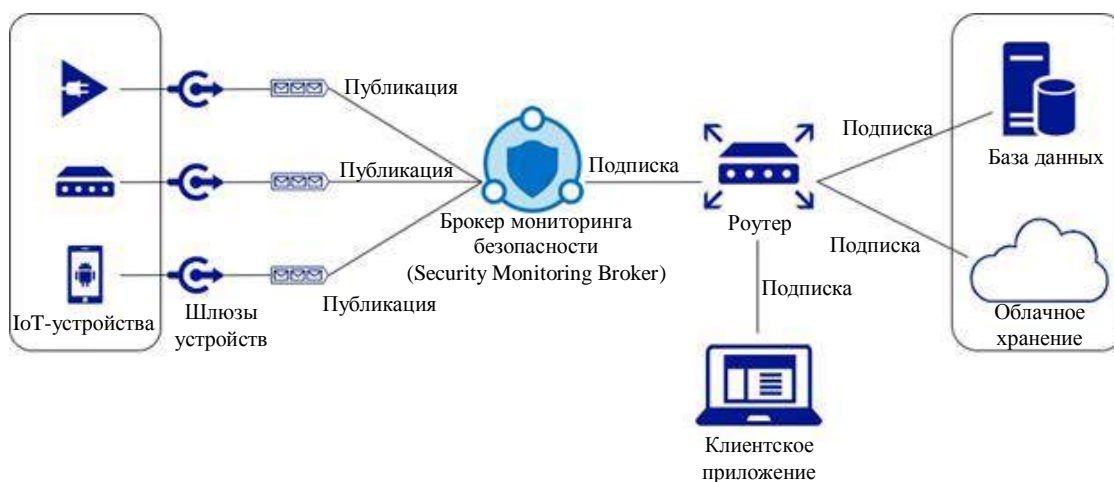 Публикация
Публикация
Публикация
IoT-устройства
Шлюзы
устройств
Подписка
Брокер мониторинга
безопасности
(Security Monitoring Broker)
Роутер
Подписка
База данных
Подписка
Облачное
хранение
Подписка
Клиентское
приложение